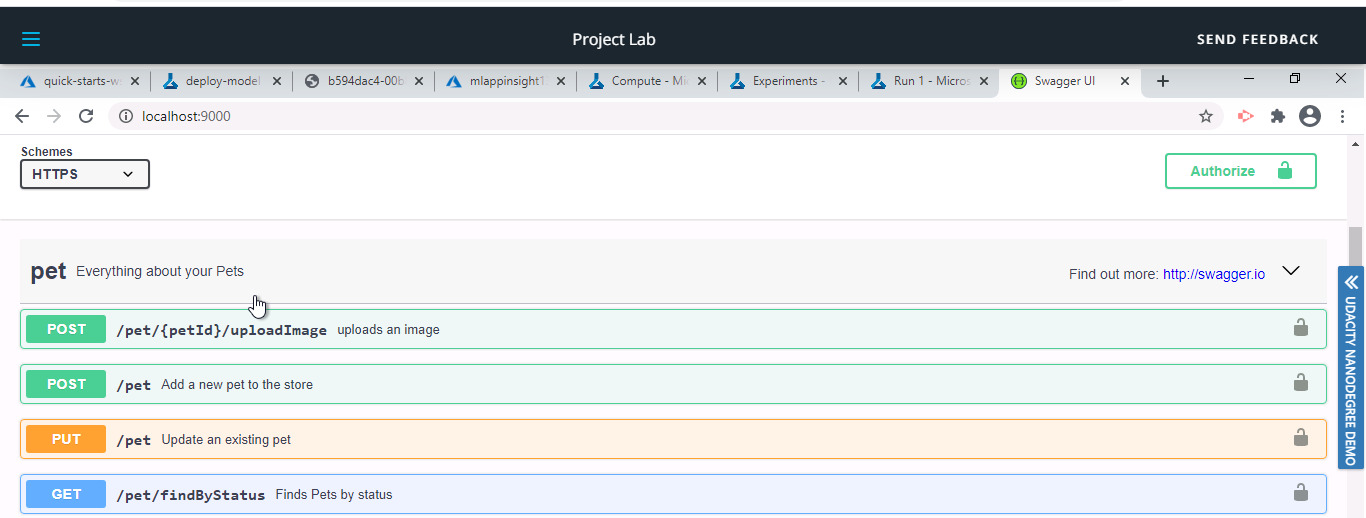 Project Lab
SEND FEEDBACK
quick-starts-ws
deploy-model
b594dac4-00b
mlappinsight1
Compute - Mi
Experiments -
Run 1 - Micros
Swagger UI
localhost:9000
Schemes
HTTPS
Authorize
pet Everything about your Pets
Find out more: http://swagger.io
POST /pet/{petId}/uploadImage uploads an image
POST /pet Add a new pet to the store
PUT /pet Update an existing pet
GET /pet/findByStatus Finds Pets by status
UDACITY NANODEGREE DEMO